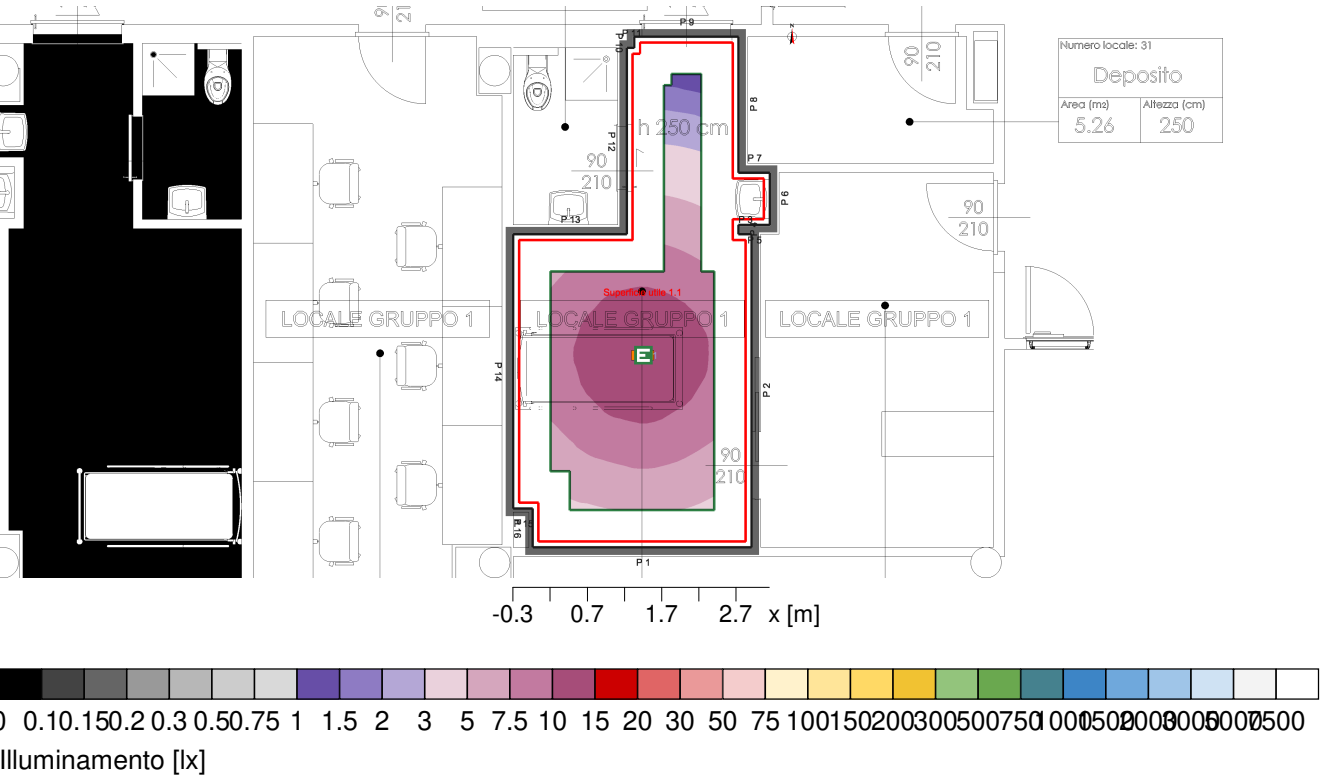 90
210
P 9
P 11
P 10
90
210
Numero locale: 31
Deposito
Area (m2)
Altezza (cm)
5.26
250
P 8
h 250 cm
P 12
P 7
90
210
P 6
90
210
P 13
P 3
P 5
Superficie utile 1.1
LOCALE GRUPPO 1
LOCALE GRUPPO 1
LOCALE GRUPPO 1
E
P 14
P 2
90
210
P 16
P 1
-0.3 0.7 1.7 2.7 x [m]
0 0.1 0.15 0.2 0.3 0.5 0.75 1 1.5 2 3 5 7.5 10 15 20 30 50 75 100 150 200 300 500 750 1000 1500 2000 3000 5000 7500
Illuminamento [lx]